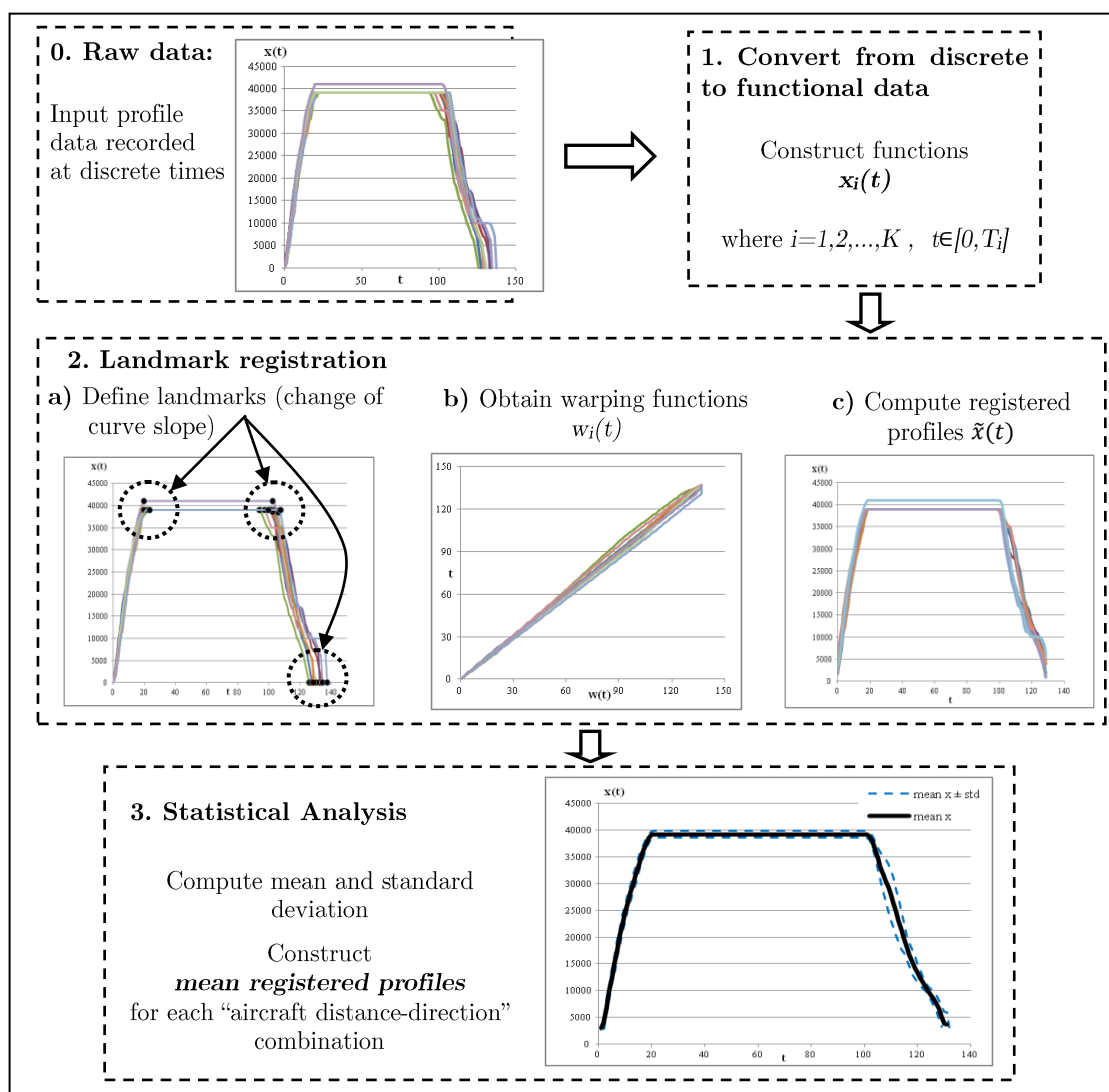 0. Raw data:
Input profile
data recorded
at discrete times
x(t)
45000
40000
35000
30000
25000
20000
15000
10000
5000
0
0
50
100
150
t
1. Convert from discrete
to functional data
Construct functions
xᵢ(t)
where i=1,2,...,K , t∈[0,Tᵢ]
2. Landmark registration
a) Define landmarks (change of
curve slope)
x(t)
45000
40000
35000
30000
25000
20000
15000
10000
5000
0
0
20
40
60
80
100
120
140
t
b) Obtain warping functions
wᵢ(t)
150
120
90
t
60
30
0
0
30
60
90
120
150
w(t)
c) Compute registered
profiles x̃(t)
x(t)
45000
40000
35000
30000
25000
20000
15000
10000
5000
0
0
20
40
60
80
100
120
140
t
3. Statistical Analysis
Compute mean and standard
deviation
Construct
mean registered profiles
for each “aircraft distance-direction”
combination
x(t)
mean x ± std
mean x
45000
40000
35000
30000
25000
20000
15000
10000
5000
0
0
20
40
60
80
100
120
140
t